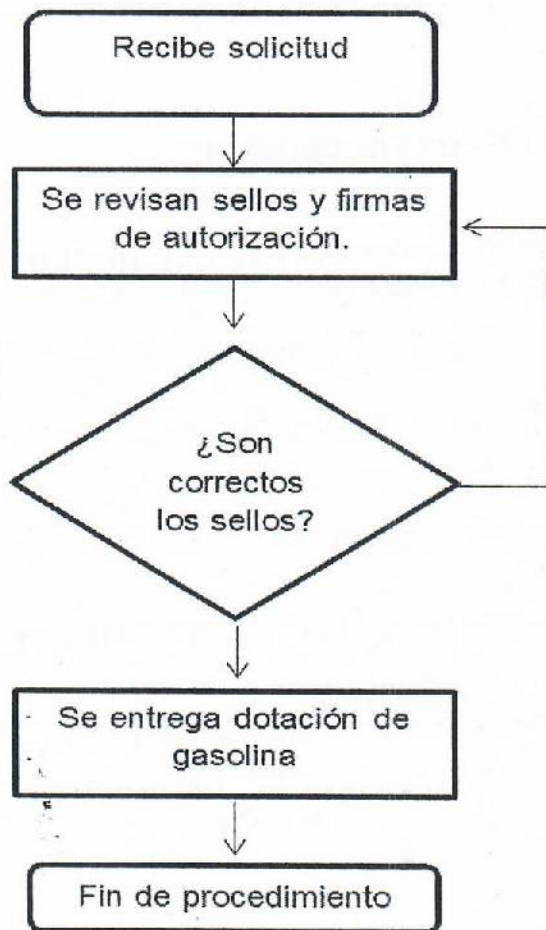 Recibe solicitud
Se revisan sellos y firmas
de autorización.
¿Son
correctos
los sellos?
Se entrega dotación de
gasolina
Fin de procedimiento